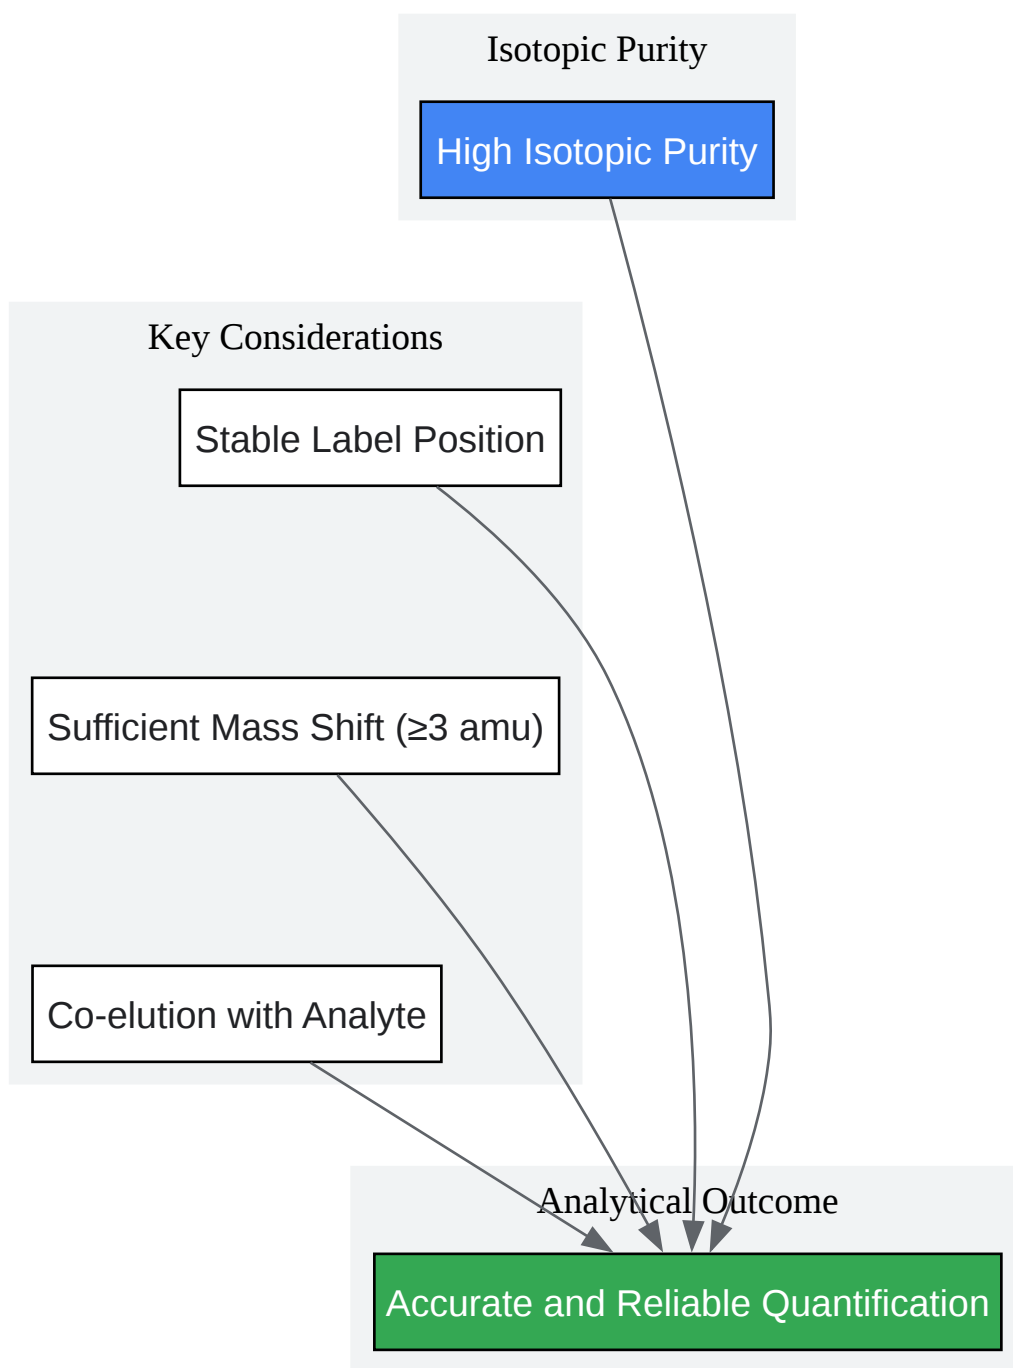 Isotopic Purity
High Isotopic Purity
Key Considerations
Stable Label Position
Sufficient Mass Shift (≥3 amu)
Co-elution with Analyte
Analytical Outcome
Accurate and Reliable Quantification